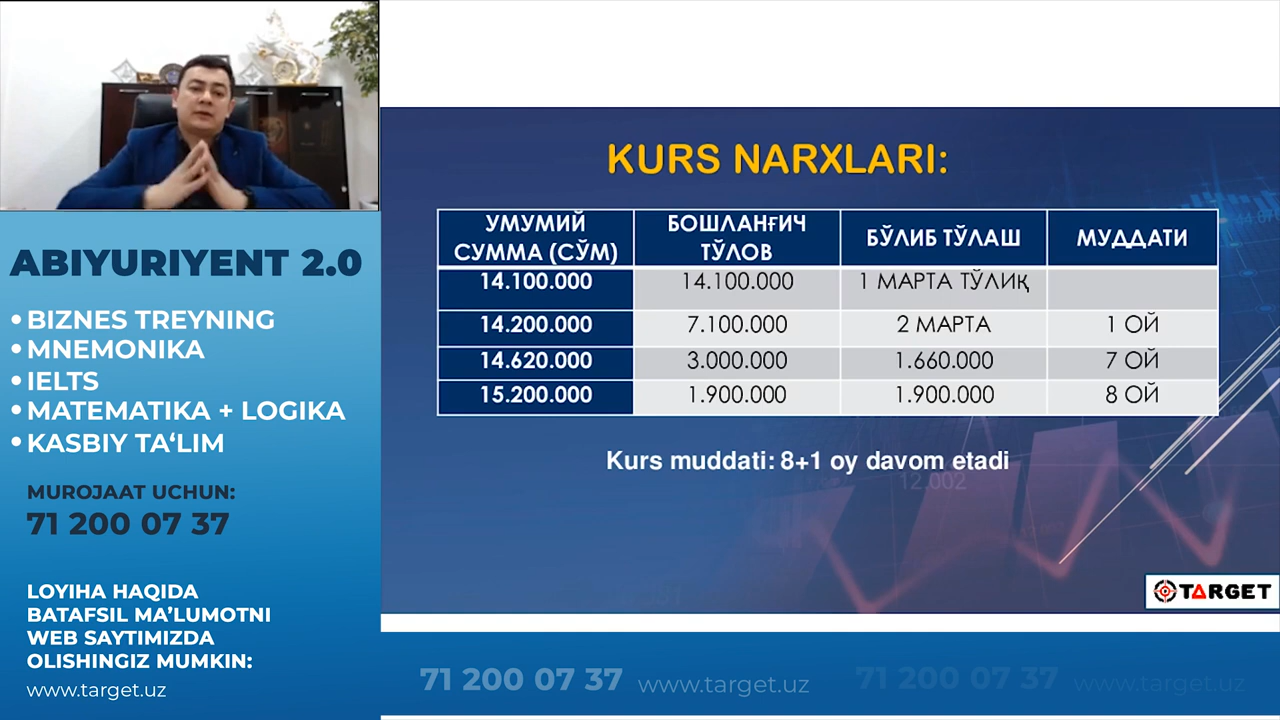 ABIYURIYENT 2.0
• BIZNES TREYNING
• MNEMONIKA
• IELTS
• MATEMATIKA + LOGIKA
• KASBIY TA‘LIM
MUROJAAT UCHUN:
71 200 07 37
LOYIHA HAQIDA
BATAFSIL MA’LUMOTNI
WEB SAYTIMIZDA
OLISHINGIZ MUMKIN:
www.target.uz
KURS NARXLARI:
УМУМИЙ СУММА (СЎМ) БОШЛАНҒИЧ ТЎЛОВ БЎЛИБ ТЎЛАШ МУДДАТИ
14.100.000 14.100.000 1 МАРТА ТЎЛИҚ
14.200.000 7.100.000 2 МАРТА 1 ОЙ
14.620.000 3.000.000 1.660.000 7 ОЙ
15.200.000 1.900.000 1.900.000 8 ОЙ
Kurs muddati: 8+1 oy davom etadi
12.002
TARGET
71 200 07 37 www.target.uz 71 200 07 37 www.target.uz